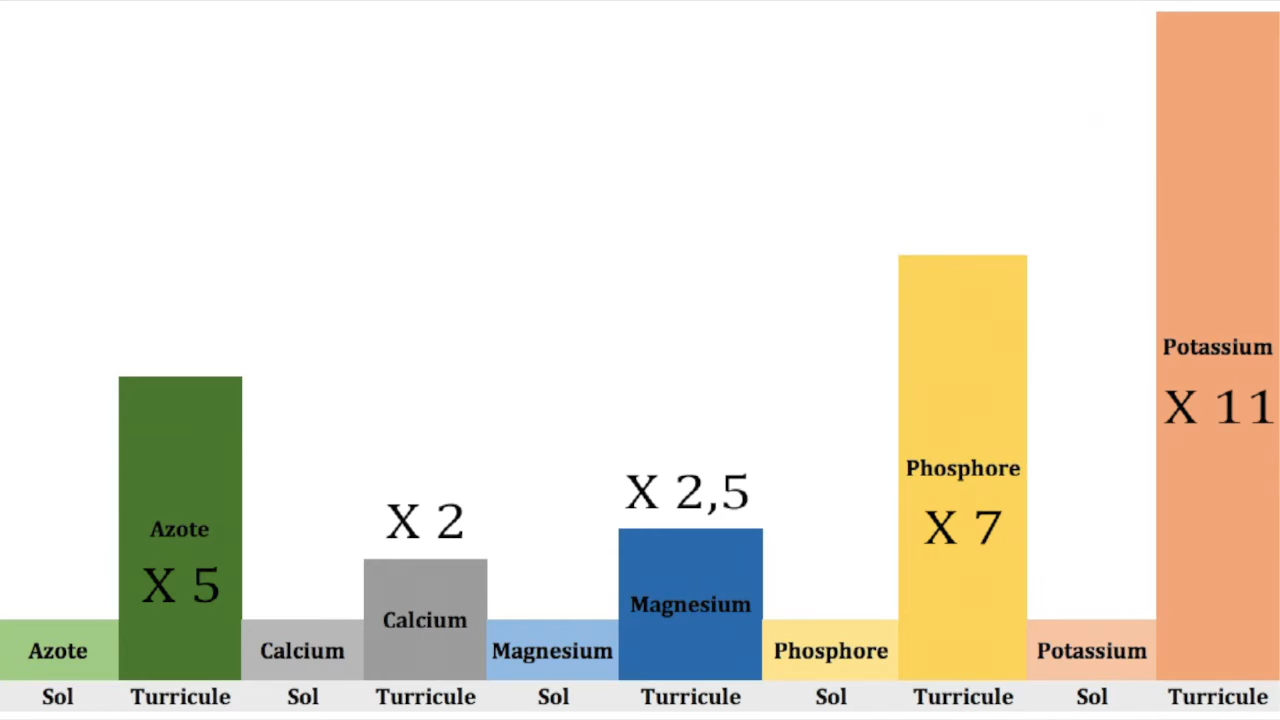 Potassium
X 11
Phosphore
X 7
X 2,5
X 2
Azote
X 5
Magnesium
Calcium
Azote
Calcium
Magnesium
Phosphore
Potassium
Sol Turricule Sol Turricule Sol Turricule Sol Turricule Sol Turricule